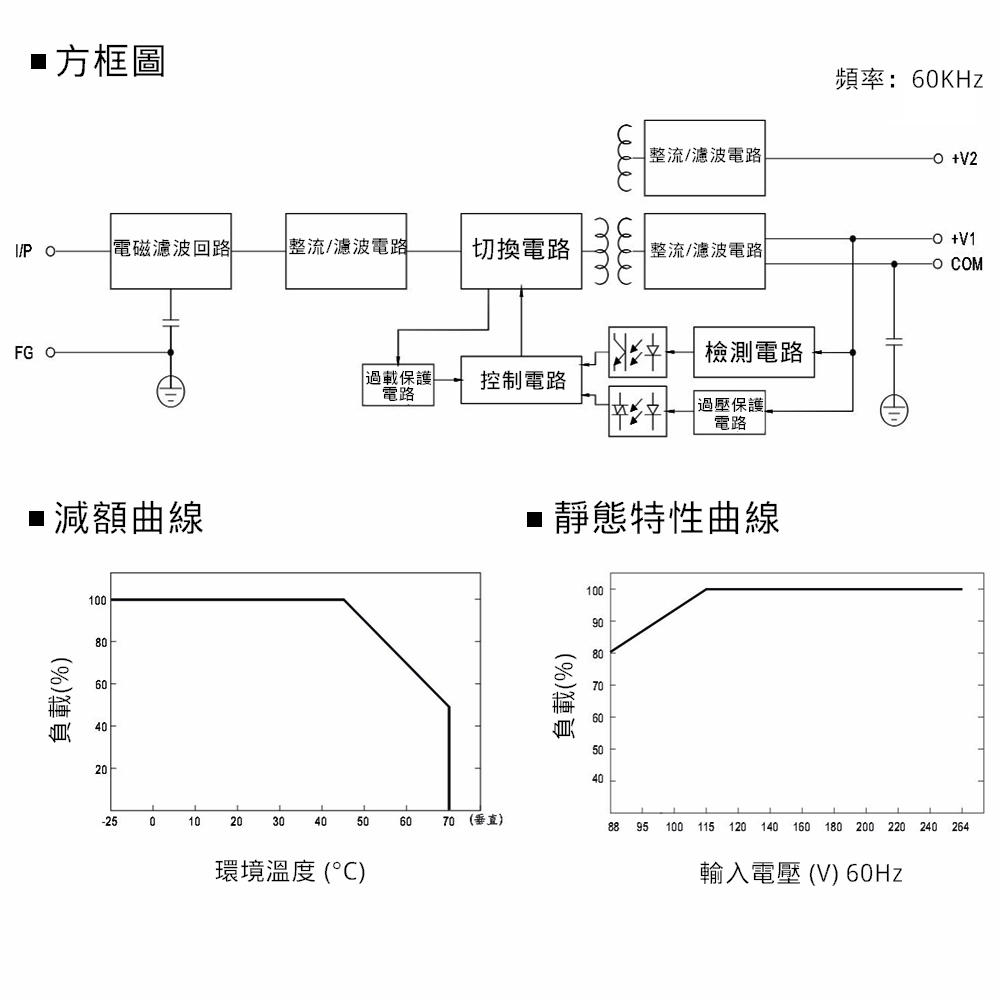 ■方框圖
頻率：60KHz
整流/濾波電路
+V2
I/P
電磁濾波回路
整流/濾波電路
切換電路
整流/濾波電路
+V1
COM
FG
過載保護
電路
控制電路
檢測電路
過壓保護
電路
■減額曲線
負載(%)
100
80
60
40
20
-25 0 10 20 30 40 50 60 70 (垂直)
環境溫度 (°C)
■靜態特性曲線
負載(%)
100
90
80
70
60
50
40
88 95 100 115 120 140 160 180 200 220 240 264
輸入電壓 (V) 60Hz